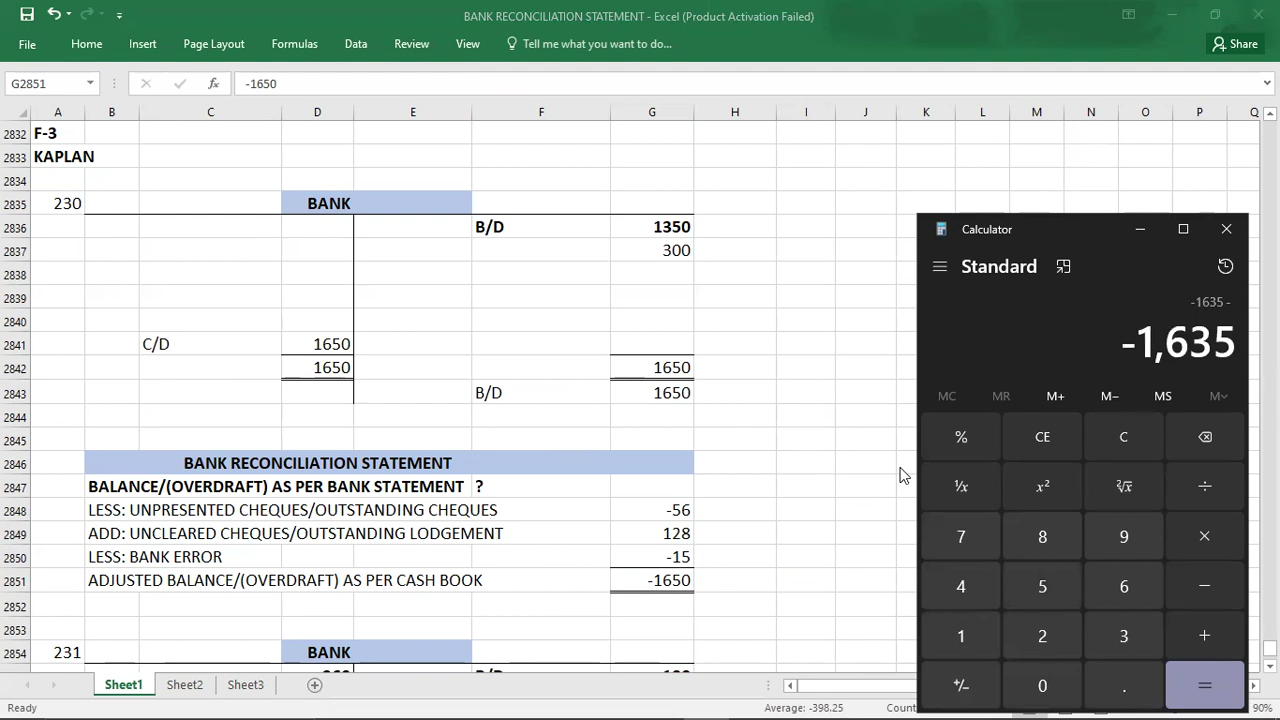 BANK RECONCILIATION STATEMENT - Excel (Product Activation Failed)
File Home Insert Page Layout Formulas Data Review View Tell me what you want to do... Share
G2851 fx -1650
A B C D E F G H I J K L M N O P Q
2832 F-3
2833 KAPLAN
2834
2835 230 BANK
2836 B/D 1350
2837 300
2838
2839
2840
2841 C/D 1650
2842 1650 1650
2843 B/D 1650
2844
2845
2846 BANK RECONCILIATION STATEMENT
2847 BALANCE/(OVERDRAFT) AS PER BANK STATEMENT ?
2848 LESS: UNPRESENTED CHEQUES/OUTSTANDING CHEQUES -56
2849 ADD: UNCLEARED CHEQUES/OUTSTANDING LODGEMENT 128
2850 LESS: BANK ERROR -15
2851 ADJUSTED BALANCE/(OVERDRAFT) AS PER CASH BOOK -1650
2852
2853
2854 231 BANK
B/D
Sheet1 Sheet2 Sheet3
Ready Average: -398.25 90%
Calculator
Standard
-1635 -
-1,635
MC MR M+ M− MS M
% CE C
⅟x x² ²√x ÷
7 8 9 ×
4 5 6 −
1 2 3 +
+/− 0 . =